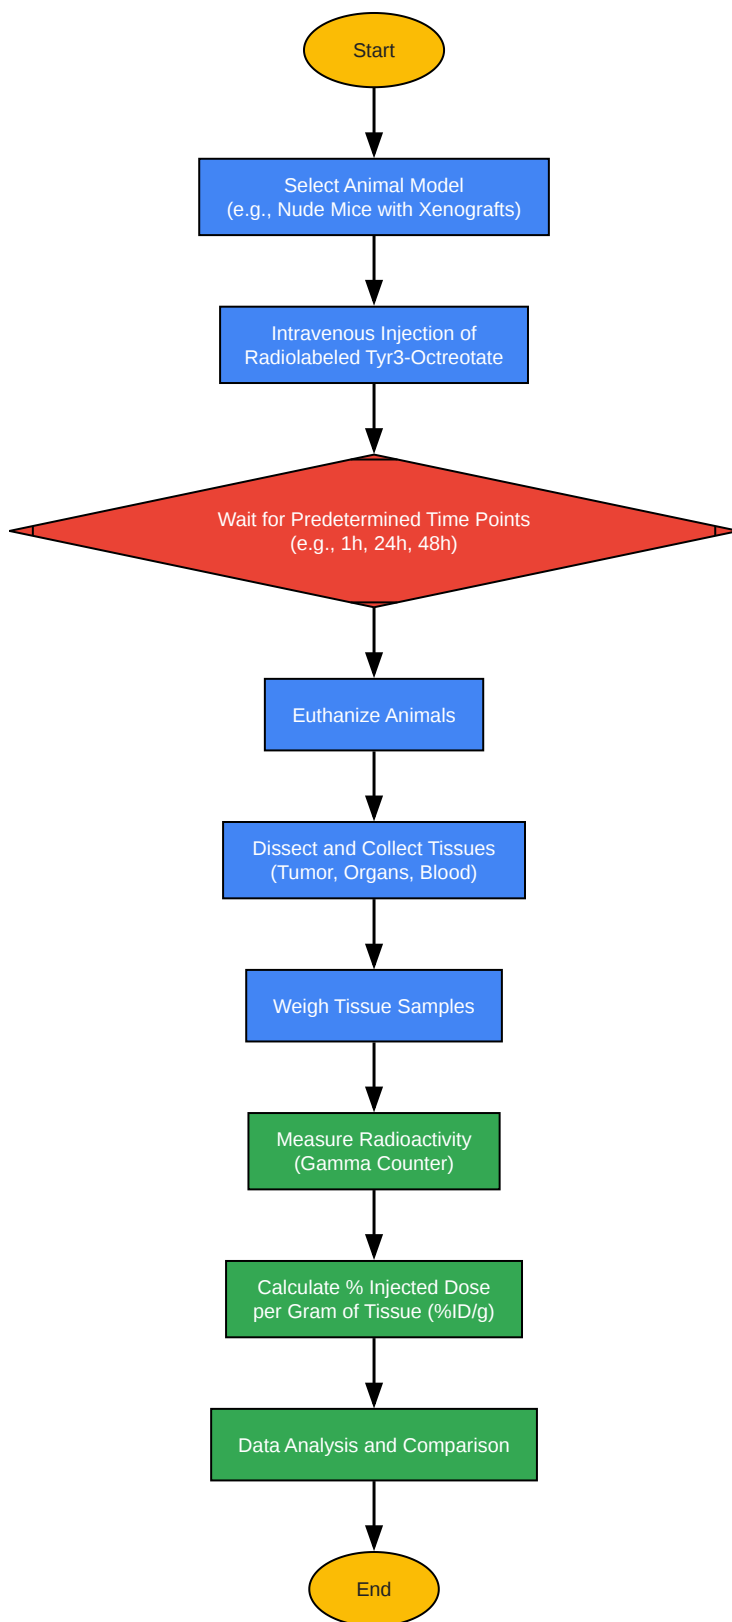 Start
Select Animal Model
(e.g., Nude Mice with Xenografts)
Intravenous Injection of
Radiolabeled Tyr3-Octreotate
Wait for Predetermined Time Points
(e.g., 1h, 24h, 48h)
Euthanize Animals
Dissect and Collect Tissues
(Tumor, Organs, Blood)
Weigh Tissue Samples
Measure Radioactivity
(Gamma Counter)
Calculate % Injected Dose
per Gram of Tissue (%ID/g)
Data Analysis and Comparison
End